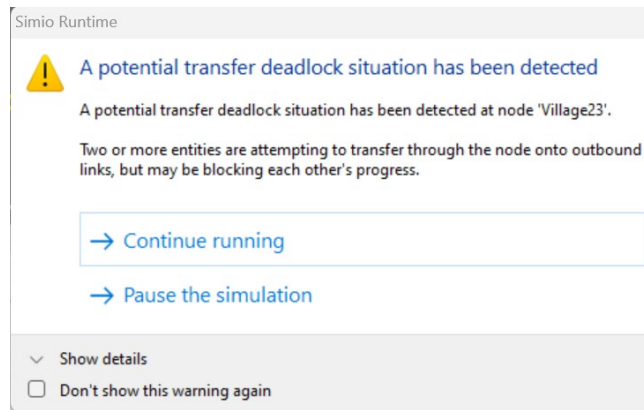 Simio Runtime
A potential transfer deadlock situation has been detected
A potential transfer deadlock situation has been detected at node 'Village23'.
Two or more entities are attempting to transfer through the node onto outbound
links, but may be blocking each other's progress.
Continue running
Pause the simulation
Show details
Don't show this warning again